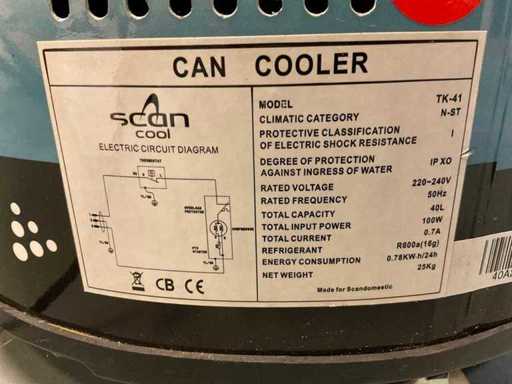 CAN COOLER
scan
cool
ELECTRIC CIRCUIT DIAGRAM
THERMOSTAT
MODEL TK-41
CLIMATIC CATEGORY N-ST
PROTECTIVE CLASSIFICATION
OF ELECTRIC SHOCK RESISTANCE I
DEGREE OF PROTECTION
AGAINST INGRESS OF WATER IP XO
RATED VOLTAGE 220~240V
RATED FREQUENCY 50Hz
TOTAL CAPACITY 40L
TOTAL INPUT POWER 100W
TOTAL CURRENT 0.7A
REFRIGERANT R600a(16g)
ENERGY CONSUMPTION 0.78KW·h/24h
NET WEIGHT 25Kg
Made for Scandomestic
CB CE